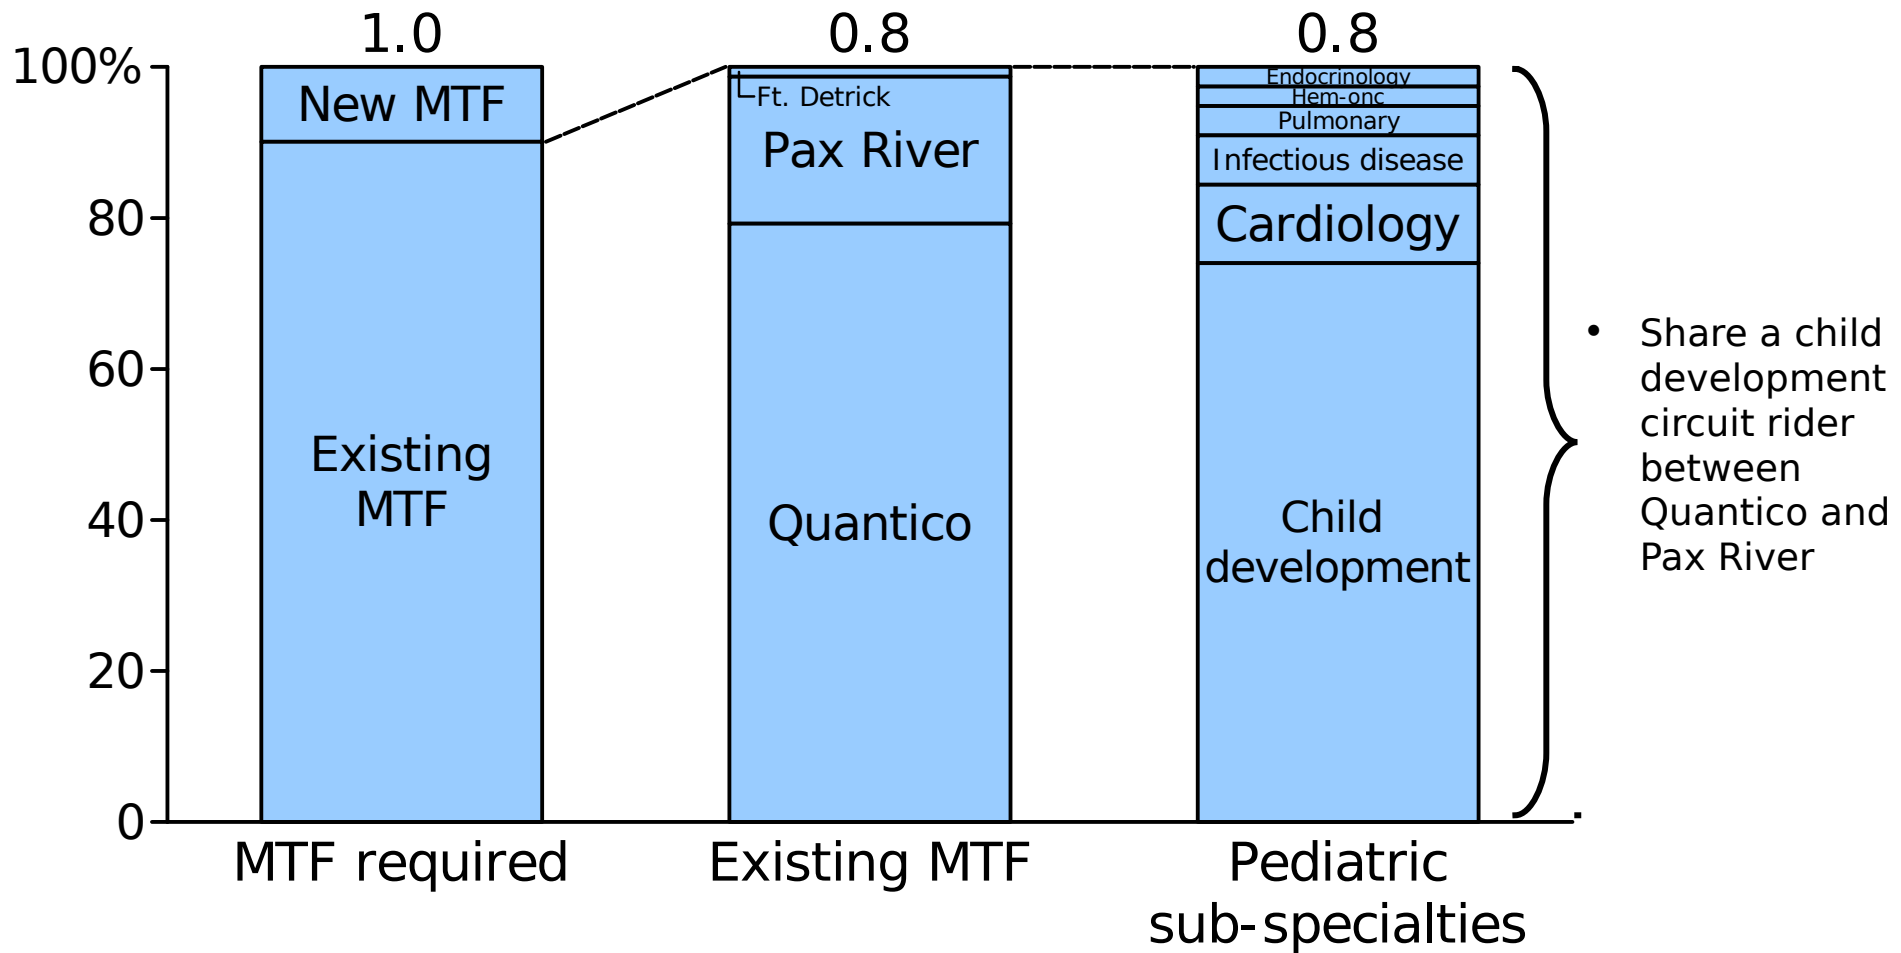 1.0
0.8
0.8
100%
80
60
40
20
0
New MTF
Existing
MTF
Ft. Detrick
Pax River
Quantico
Endocrinology
Hem-onc
Pulmonary
Infectious disease
Cardiology
Child
development
• Share a child
development
circuit rider
between
Quantico and
Pax River
MTF required
Existing MTF
Pediatric
sub-specialties